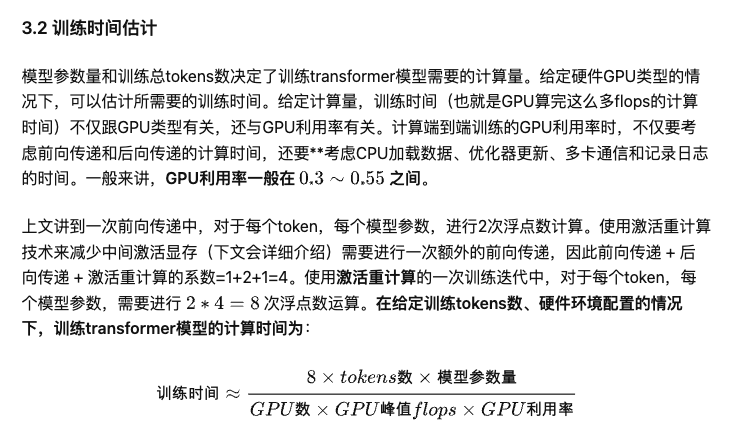 3.2 训练时间估计
模型参数量和训练总tokens数决定了训练transformer模型需要的计算量。给定硬件GPU类型的情
况下，可以估计所需要的训练时间。给定计算量，训练时间（也就是GPU算完这么多flops的计算
时间）不仅跟GPU类型有关，还与GPU利用率有关。计算端到端训练的GPU利用率时，不仅要考
虑前向传递和后向传递的计算时间，还要**考虑CPU加载数据、优化器更新、多卡通信和记录日志
的时间。一般来讲，GPU利用率一般在 0.3 ∼ 0.55 之间。
上文讲到一次前向传递中，对于每个token，每个模型参数，进行2次浮点数计算。使用激活重计算
技术来减少中间激活显存（下文会详细介绍）需要进行一次额外的前向传递，因此前向传递 + 后
向传递 + 激活重计算的系数=1+2+1=4。使用激活重计算的一次训练迭代中，对于每个token，每
个模型参数，需要进行 2 * 4 = 8 次浮点数运算。在给定训练tokens数、硬件环境配置的情况
下，训练transformer模型的计算时间为：
8 × tokens数 × 模型参数量
训练时间 ≈
GPU数 × GPU峰值flops × GPU利用率